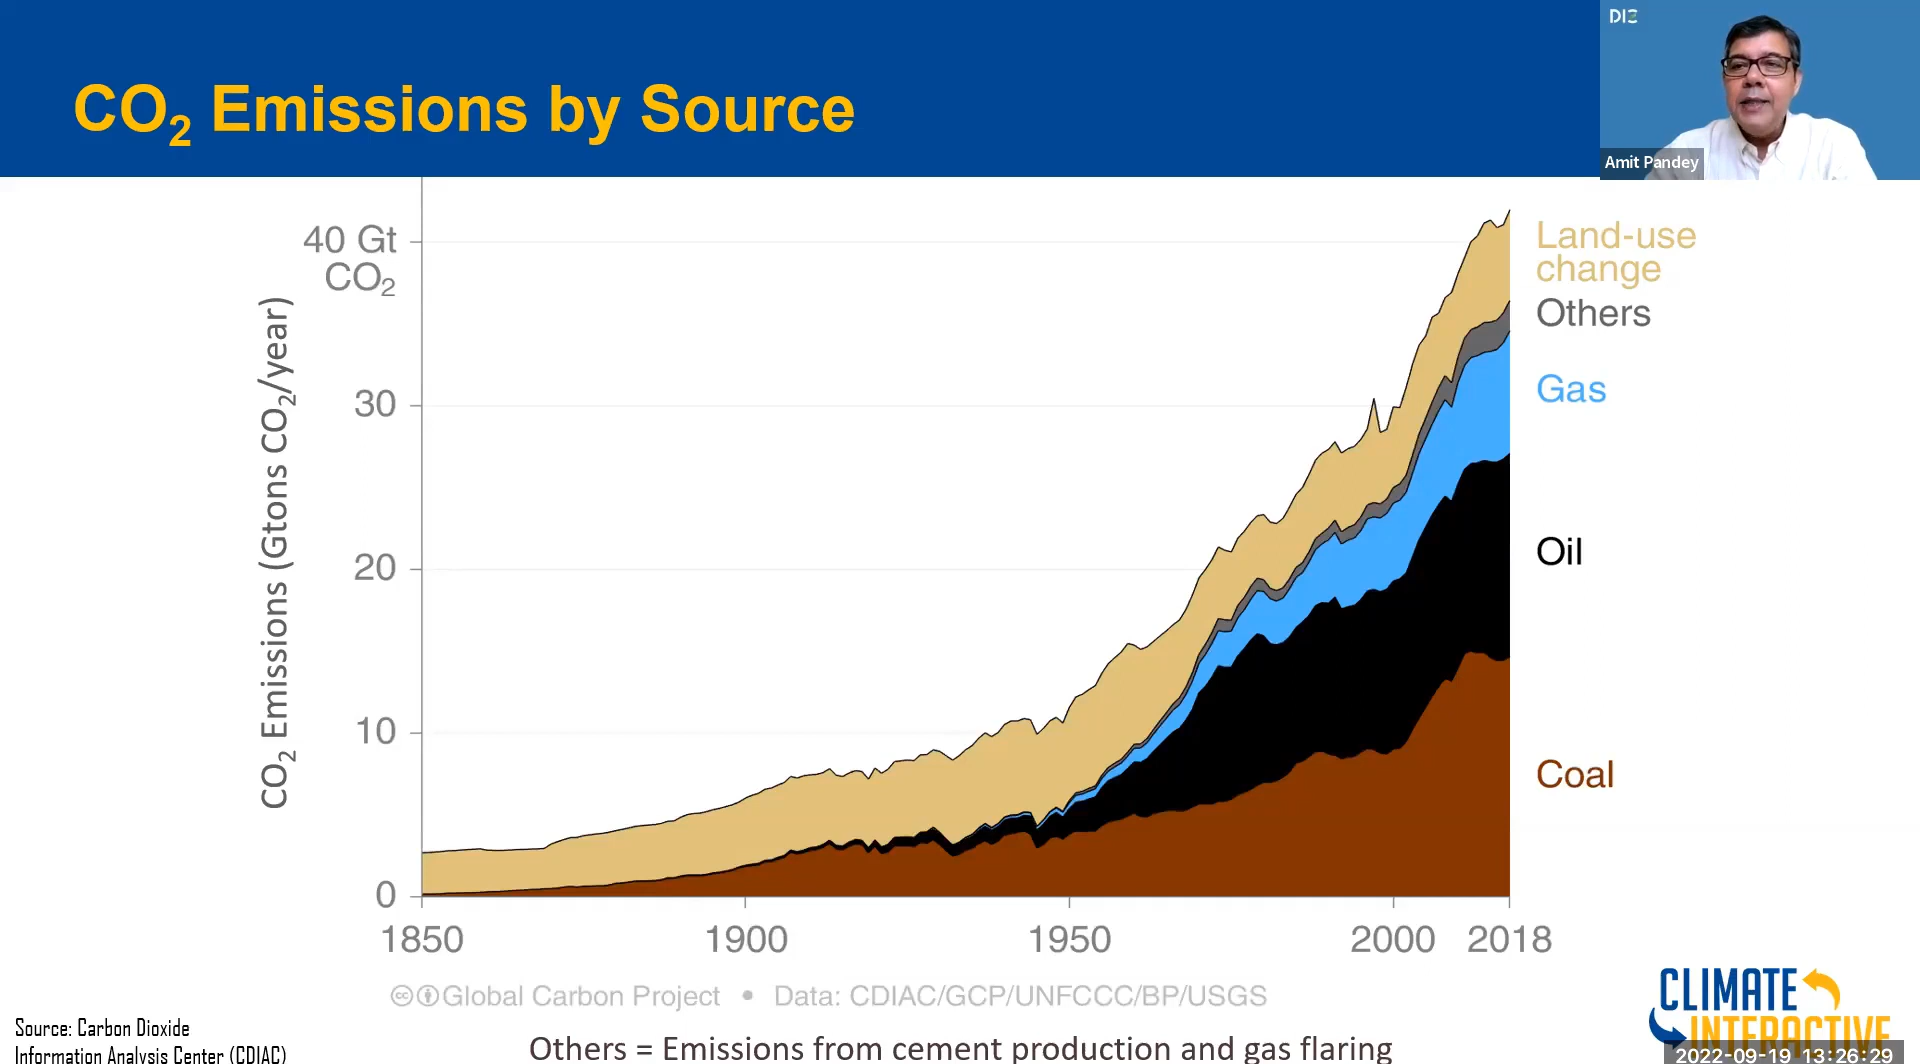 DIƎ
Amit Pandey
CO₂ Emissions by Source
CO₂ Emissions (Gtons CO₂/year)
40 Gt
CO₂
30
20
10
0
1850 1900 1950 2000 2018
Land-use
change
Others
Gas
Oil
Coal
Global Carbon Project • Data: CDIAC/GCP/UNFCCC/BP/USGS
Source: Carbon Dioxide
Information Analysis Center (CDIAC)
Others = Emissions from cement production and gas flaring
CLIMATE
INTERACTIVE
2022-09-19 13:26:29